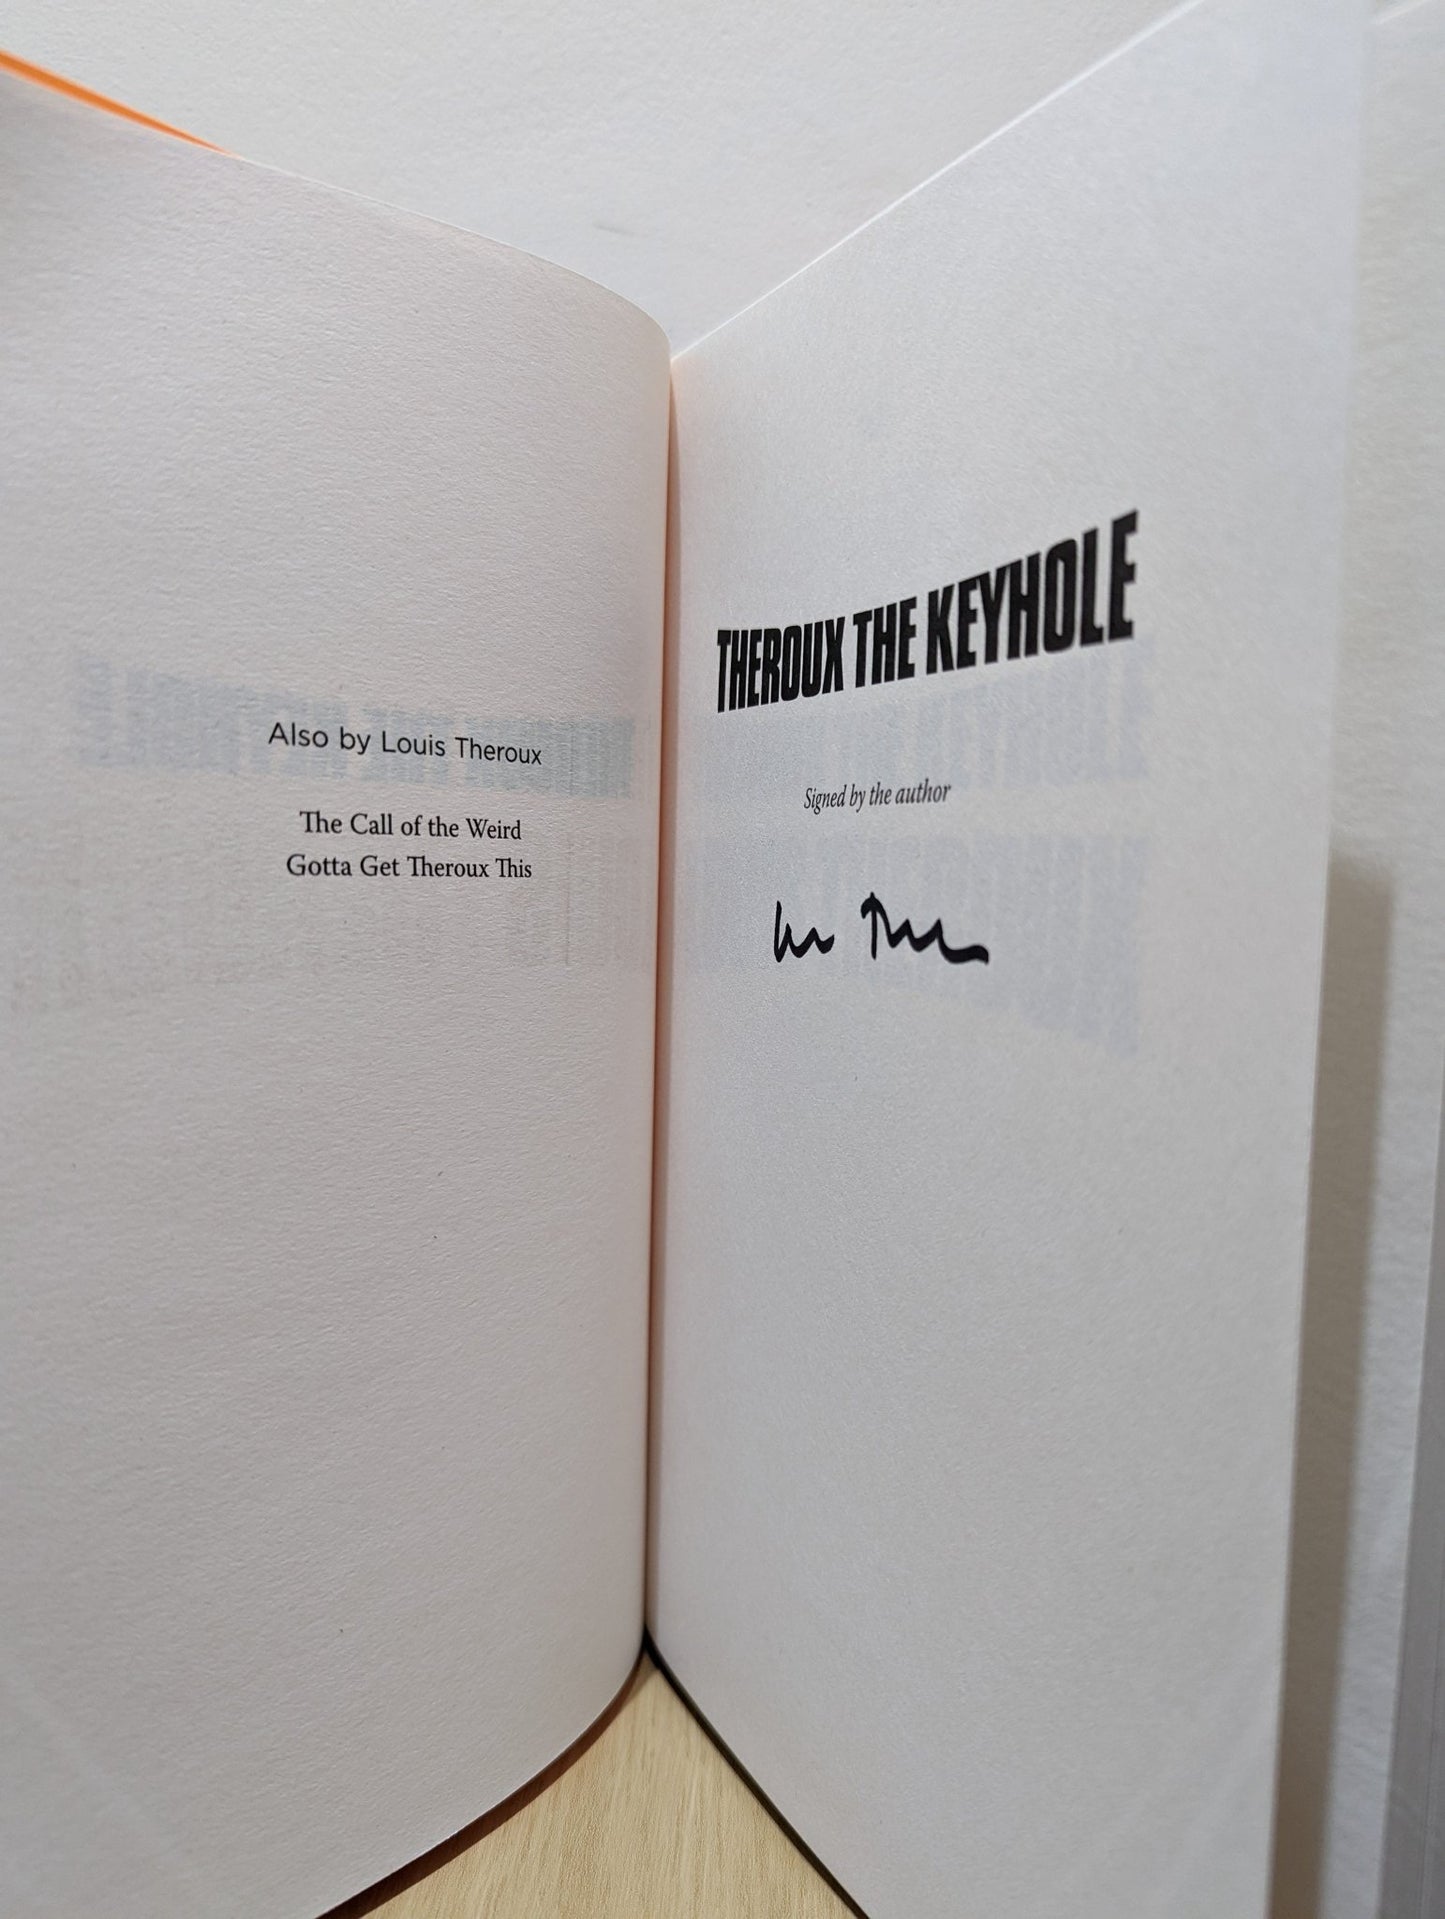 Also by Louis Theroux
The Call of the Weird
Gotta Get Theroux This
THEROUX THE KEYHOLE
Signed by the author